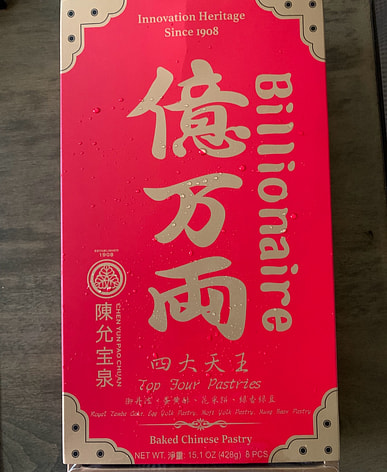 Innovation Heritage
Since 1908
億万両
Billionaire
ESTABLISHED
1908
陳允宝泉
CHEN YUN PAO CHUAN
四大天王
Top Four Pastries
Baked Chinese Pastry
NET WT. 淨重: 15.1 OZ (428g) 8 PCS